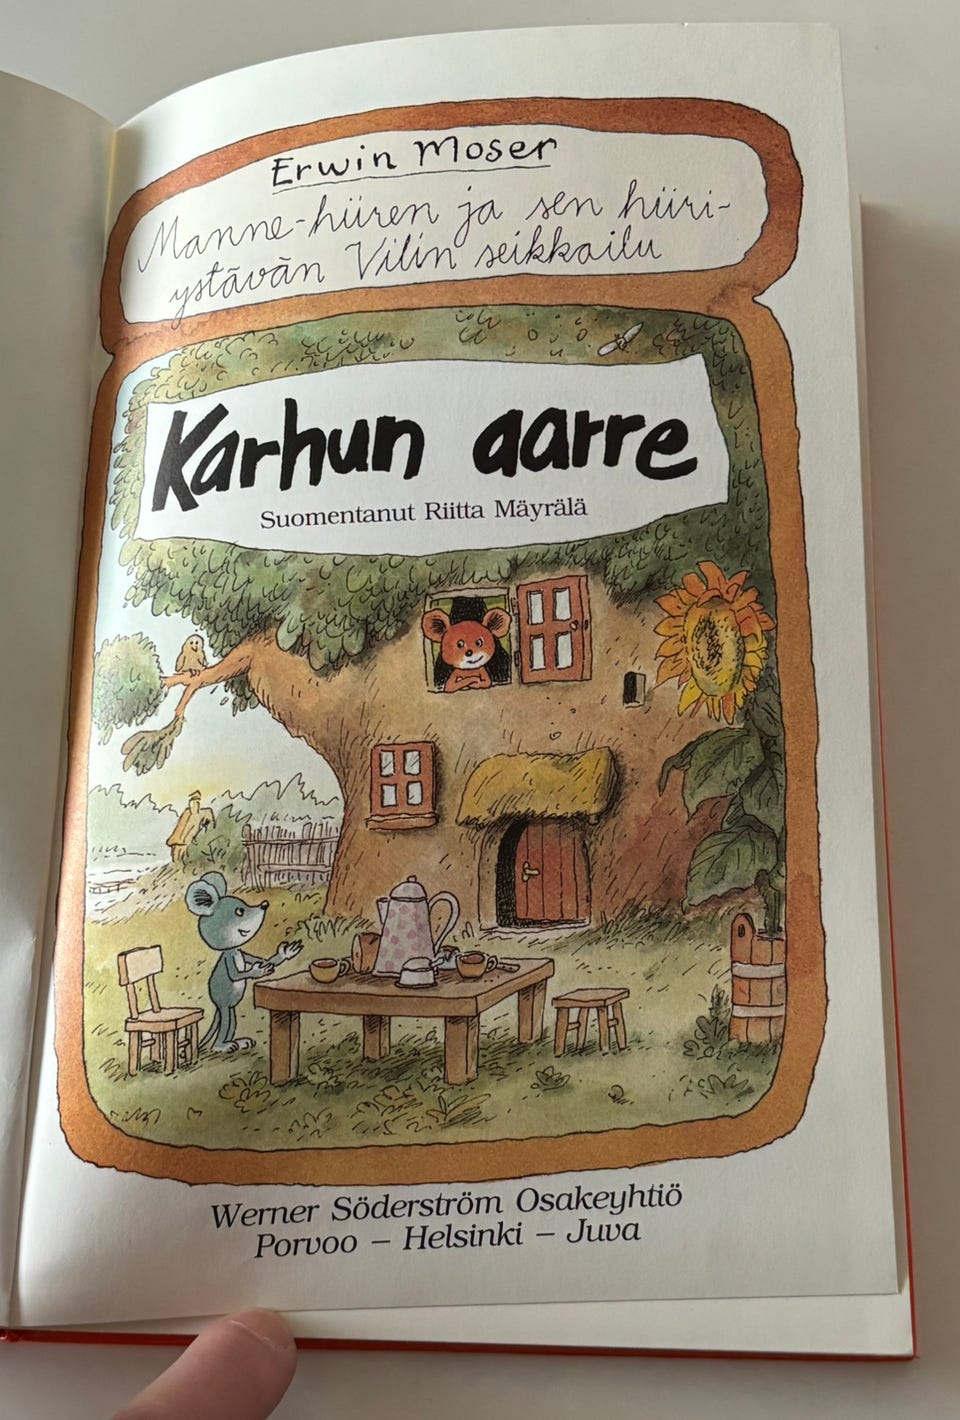 Erwin Moser
Manne-hiiren ja sen hiiri-
ystävän Vilin seikkailu
Karhun aarre
Suomentanut Riitta Mäyrälä
Werner Söderström Osakeyhtiö
Porvoo – Helsinki – Juva